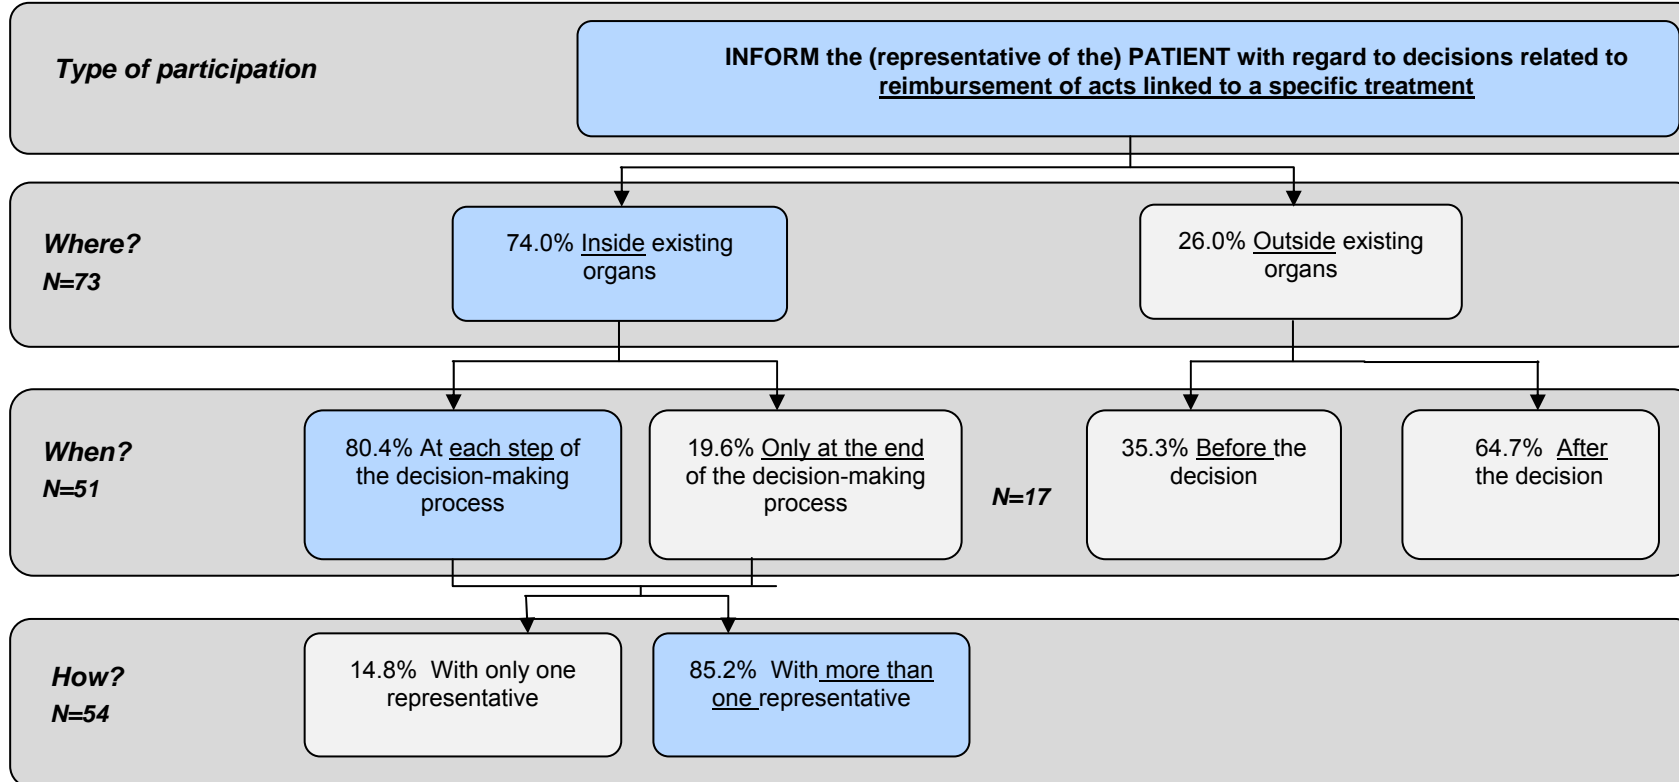 Type of participation
INFORM the (representative of the) PATIENT with regard to decisions related to
reimbursement of acts linked to a specific treatment
Where?
N=73
74.0% Inside existing
organs
26.0% Outside existing
organs
When?
N=51
80.4% At each step of
the decision-making
process
19.6% Only at the end
of the decision-making
process
N=17
35.3% Before the
decision
64.7% After
the decision
How?
N=54
14.8% With only one
representative
85.2% With more than
one representative